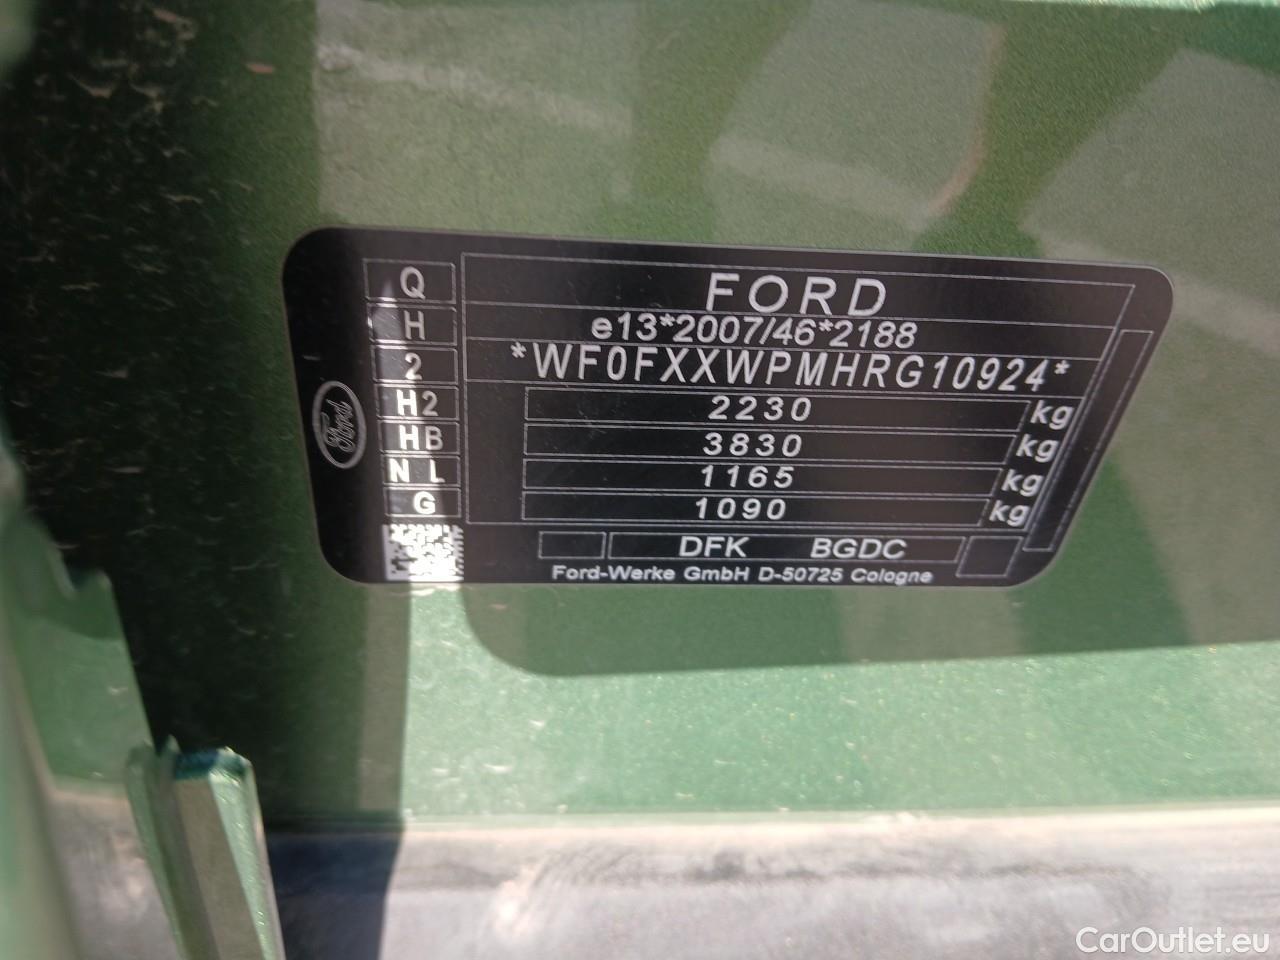 Q
FORD
H
e13*2007/46*2188
2
*WF0FXXWPMHRG10924*
H2
2230 kg
HB
3830 kg
N L
1165 kg
G
1090 kg
Ford
DFK BGDC
Ford-Werke GmbH D-50725 Cologne
CarOutlet.eu